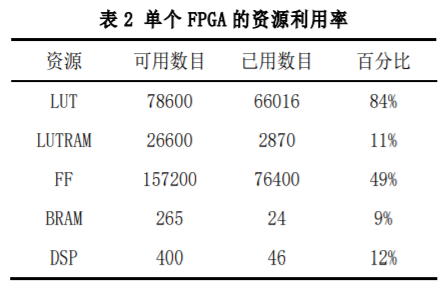 表 2 单个 FPGA 的资源利用率
资源 可用数目 已用数目 百分比
LUT 78600 66016 84%
LUTRAM 26600 2870 11%
FF 157200 76400 49%
BRAM 265 24 9%
DSP 400 46 12%